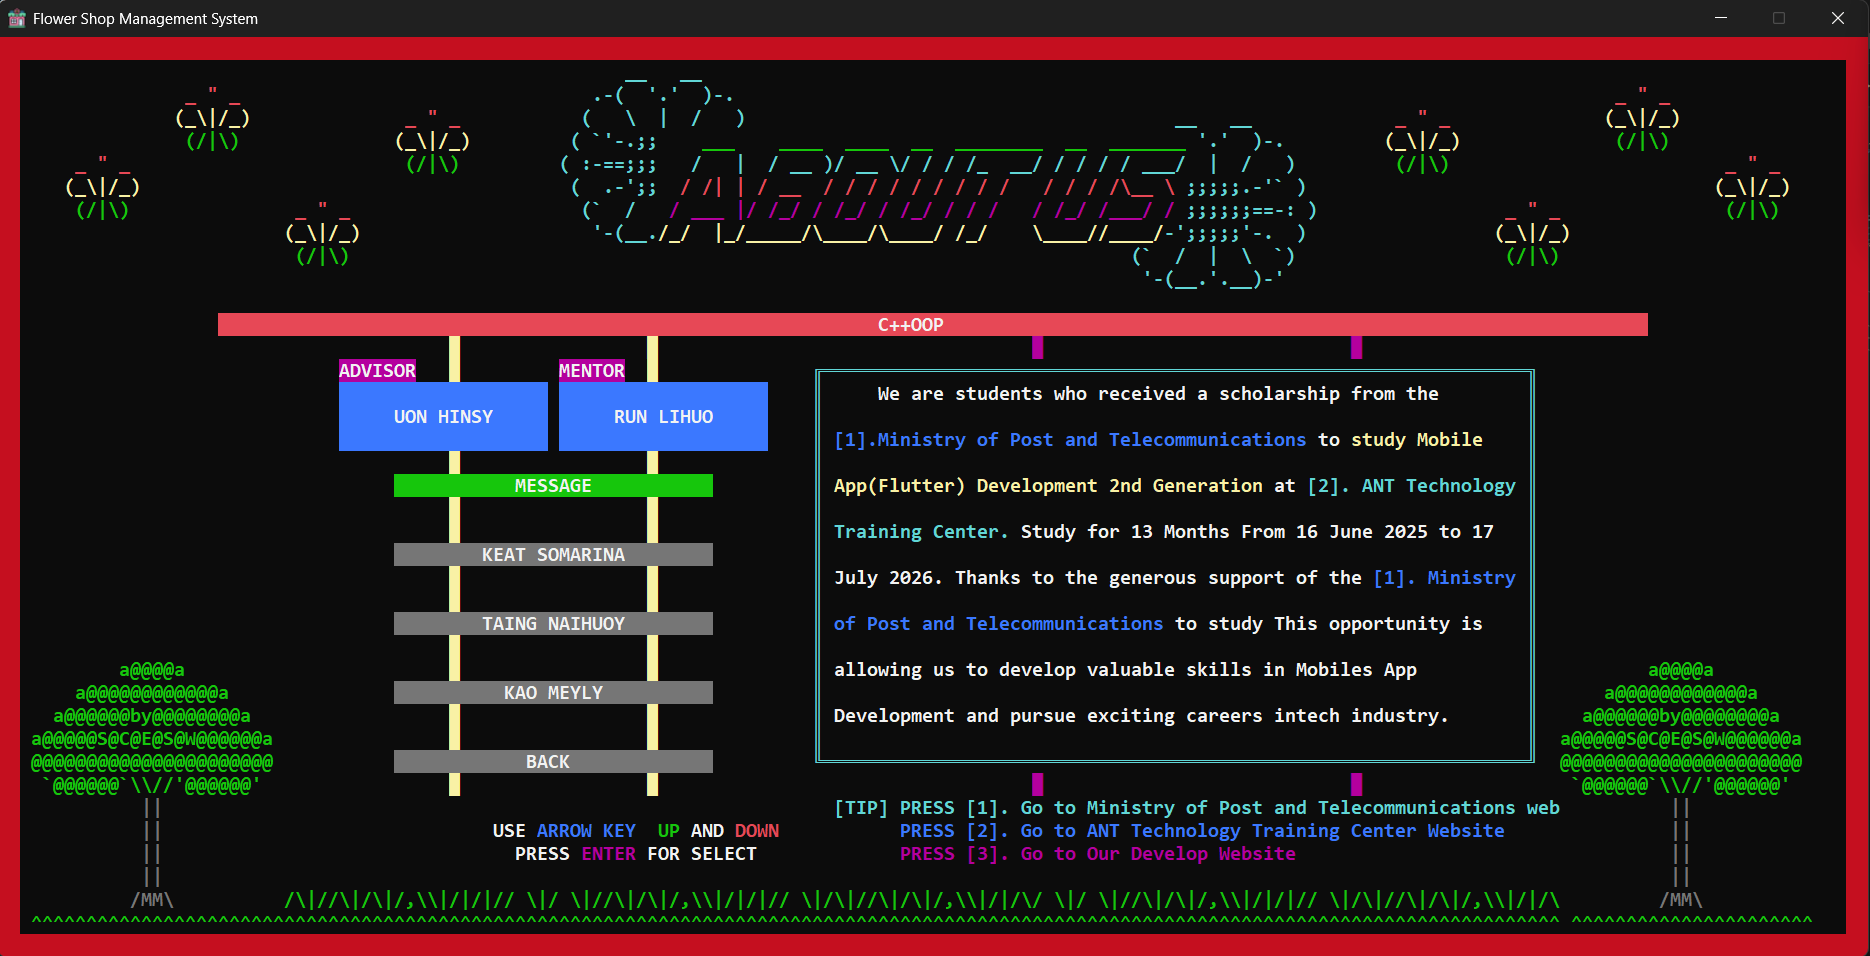 Flower Shop Management System
ABOUT US
C++OOP
ADVISOR
MENTOR
UON HINSY
RUN LIHUO
MESSAGE
KEAT SOMARINA
TAING NAIHUOY
KAO MEYLY
BACK
USE ARROW KEY UP AND DOWN
PRESS ENTER FOR SELECT
We are students who received a scholarship from the
[1].Ministry of Post and Telecommunications to study Mobile
App(Flutter) Development 2nd Generation at [2]. ANT Technology
Training Center. Study for 13 Months From 16 June 2025 to 17
July 2026. Thanks to the generous support of the [1]. Ministry
of Post and Telecommunications to study This opportunity is
allowing us to develop valuable skills in Mobiles App
Development and pursue exciting careers intech industry.
[TIP] PRESS [1]. Go to Ministry of Post and Telecommunications web
PRESS [2]. Go to ANT Technology Training Center Website
PRESS [3]. Go to Our Develop Website
a@@@@a
a@@@@@@@@@@@@a
a@@@@@@by@@@@@@@@a
a@@@@@S@C@E@S@W@@@@@@a
@@@@@@@@@@@@@@@@@@@@@@
`@@@@@@`\\//'@@@@@@'
/MM\
a@@@@a
a@@@@@@@@@@@@a
a@@@@@@by@@@@@@@@a
a@@@@@S@C@E@S@W@@@@@@a
@@@@@@@@@@@@@@@@@@@@@@
`@@@@@@`\\//'@@@@@@'
/MM\